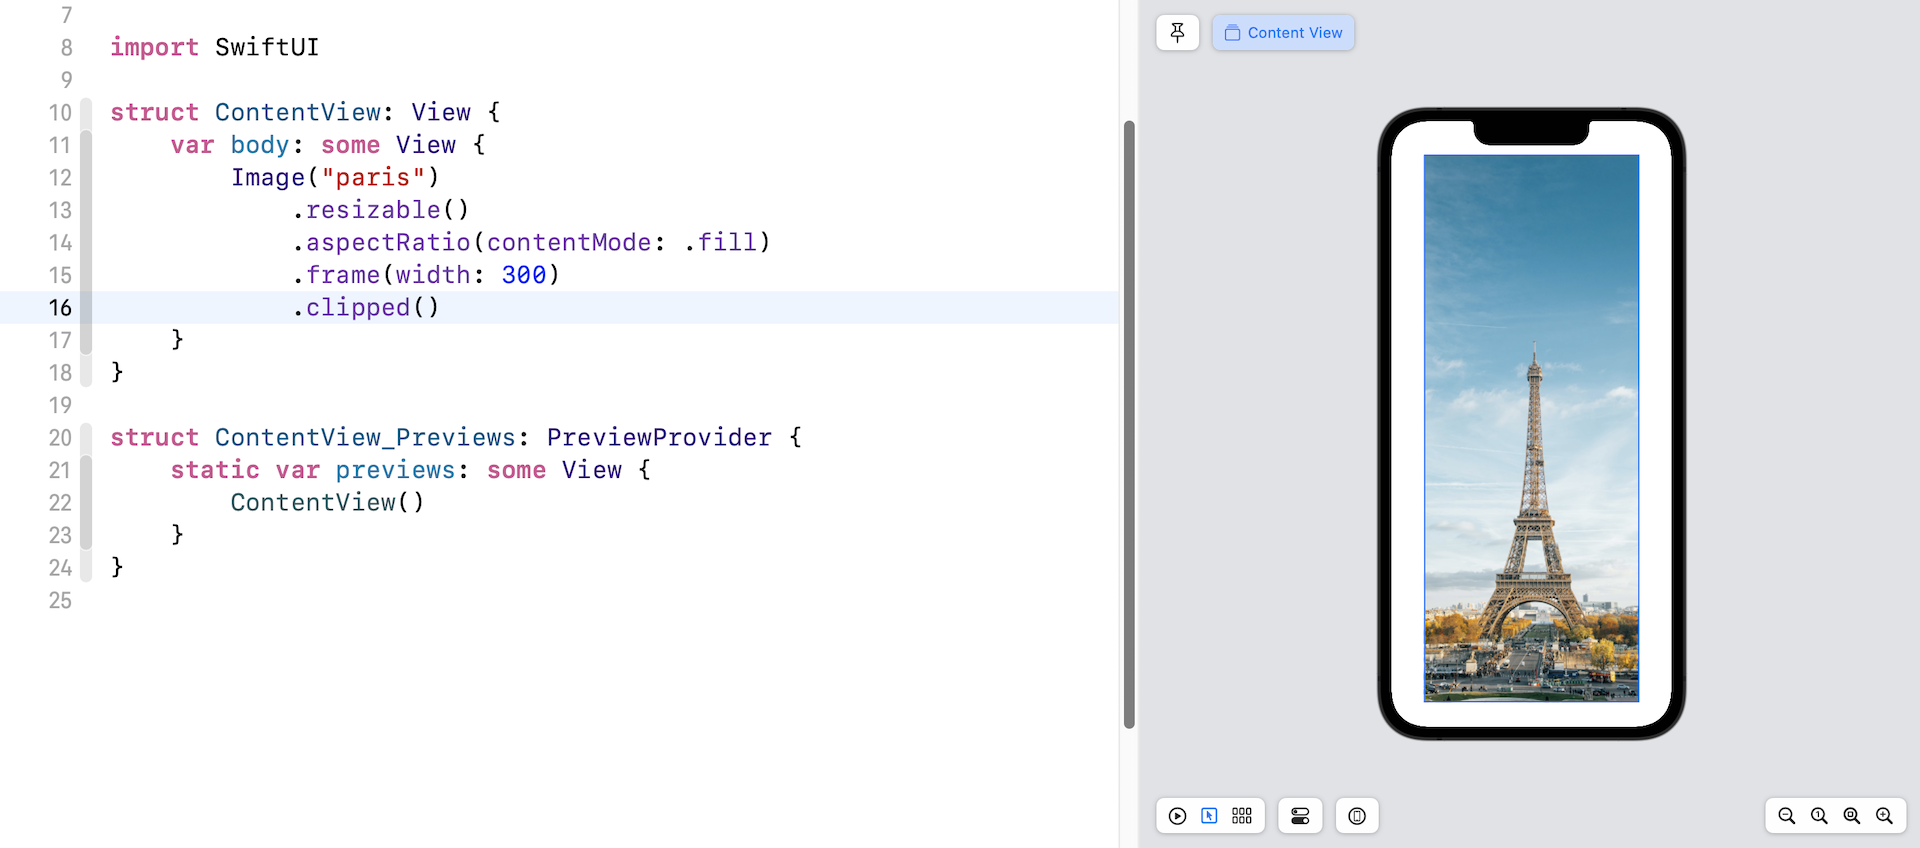 7
8 import SwiftUI
9
10 struct ContentView: View {
11 var body: some View {
12 Image("paris")
13 .resizable()
14 .aspectRatio(contentMode: .fill)
15 .frame(width: 300)
16 .clipped()
17 }
18 }
19
20 struct ContentView_Previews: PreviewProvider {
21 static var previews: some View {
22 ContentView()
23 }
24 }
25
Content View